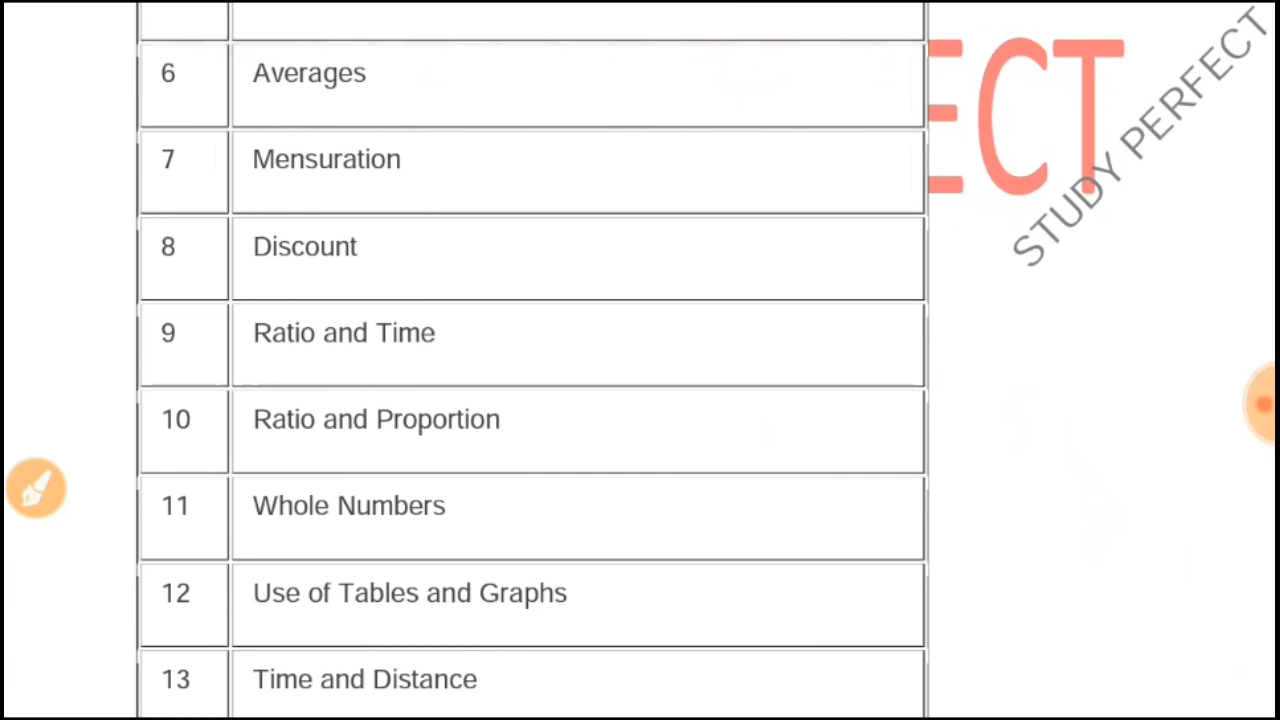 6 Averages
7 Mensuration
8 Discount
9 Ratio and Time
10 Ratio and Proportion
11 Whole Numbers
12 Use of Tables and Graphs
13 Time and Distance
ECT
STUDY PERFECT